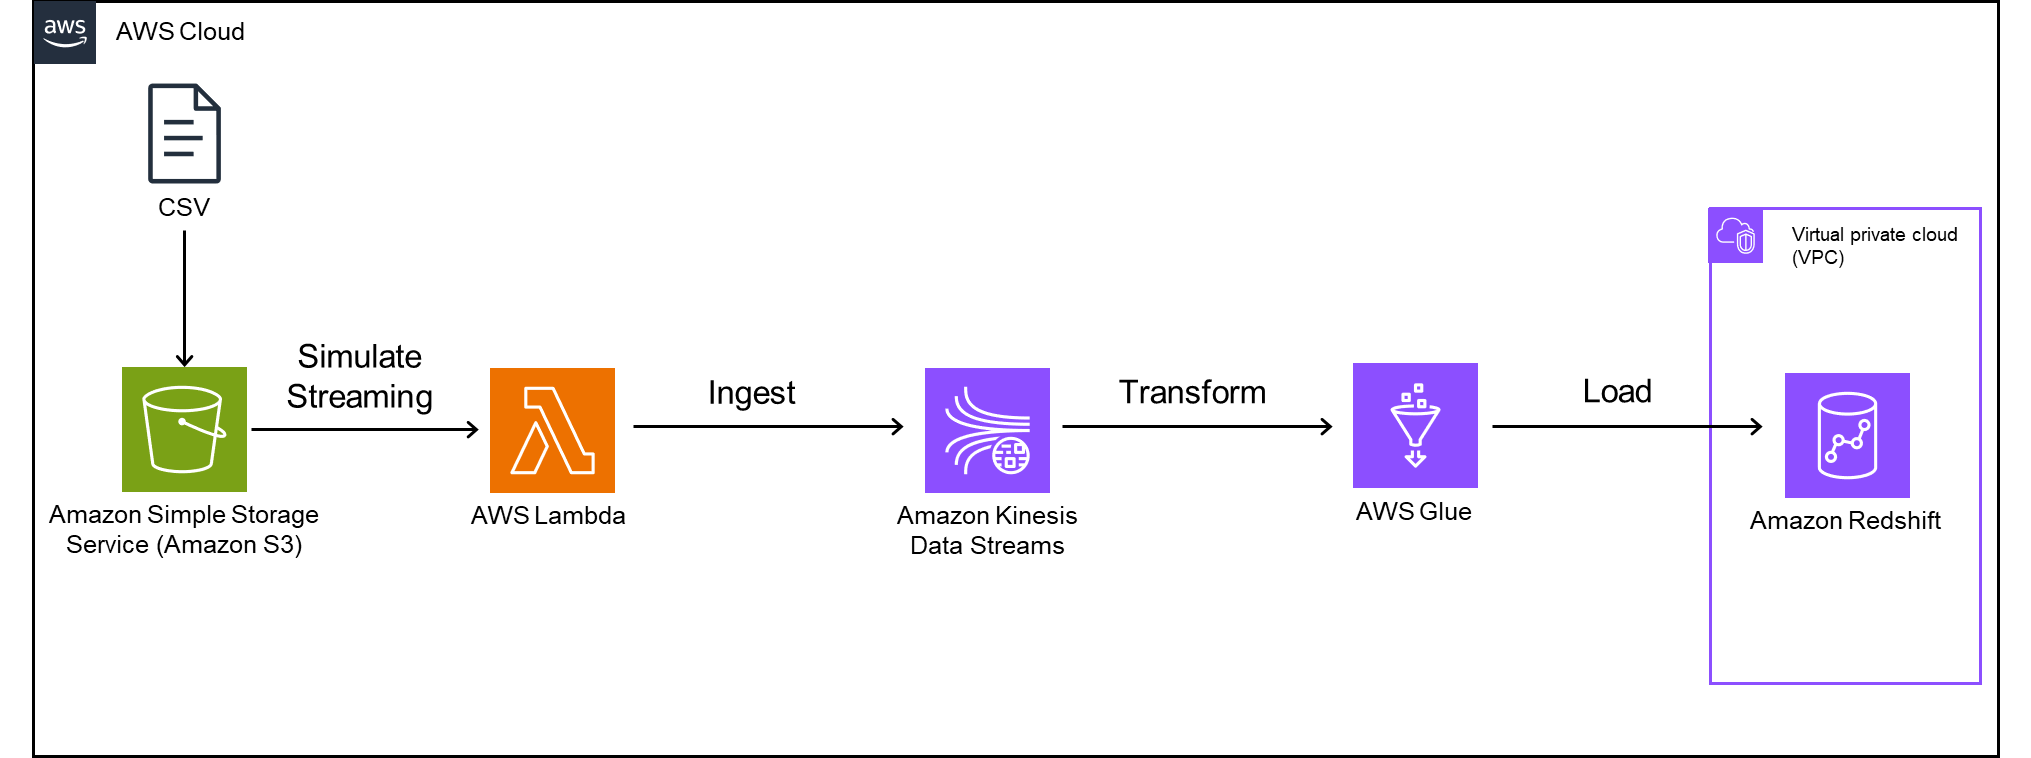 aws
AWS Cloud
CSV
Virtual private cloud
(VPC)
Simulate
Streaming
Ingest
Transform
Load
Amazon Simple Storage
Service (Amazon S3)
AWS Lambda
Amazon Kinesis
Data Streams
AWS Glue
Amazon Redshift